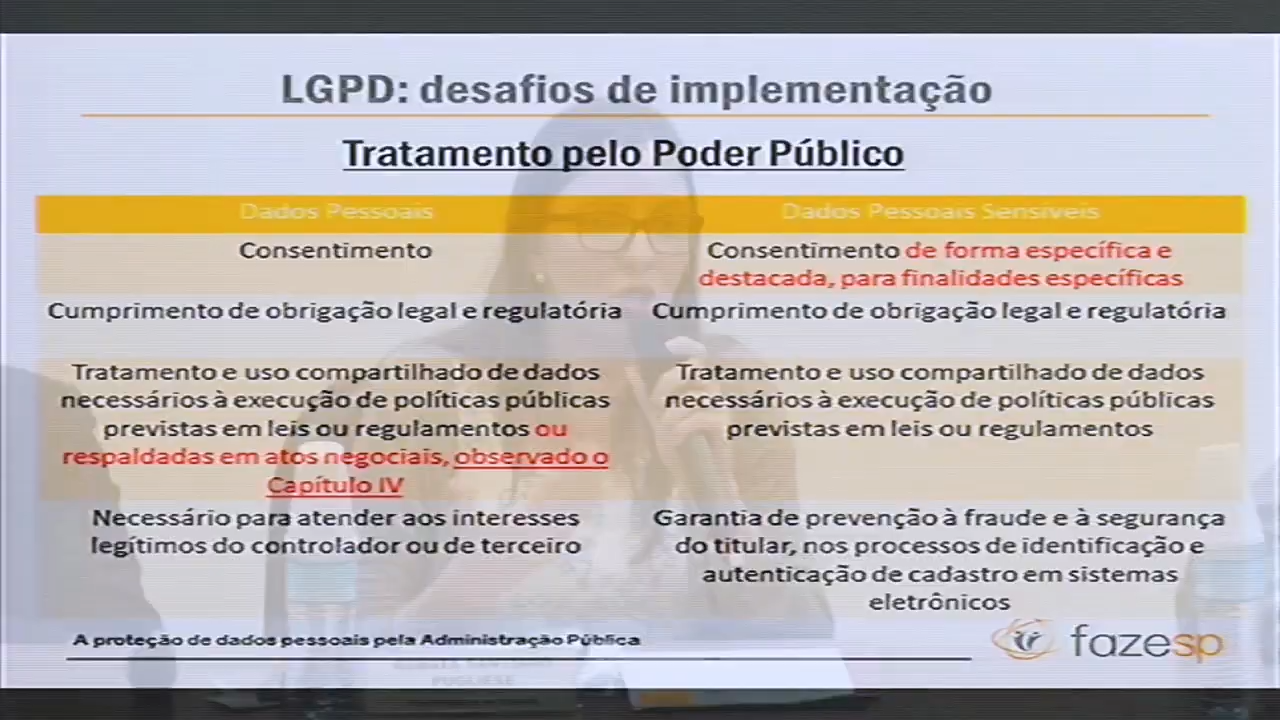 LGPD: desafios de implementação
Tratamento pelo Poder Público
Dados Pessoais
Dados Pessoais Sensíveis
Consentimento
Consentimento de forma específica e
destacada, para finalidades específicas
Cumprimento de obrigação legal e regulatória
Cumprimento de obrigação legal e regulatória
Tratamento e uso compartilhado de dados
necessários à execução de políticas públicas
previstas em leis ou regulamentos ou
respaldadas em atos negociais, observado o
Capítulo IV
Tratamento e uso compartilhado de dados
necessários à execução de políticas públicas
previstas em leis ou regulamentos
Necessário para atender aos interesses
legítimos do controlador ou de terceiro
Garantia de prevenção à fraude e à segurança
do titular, nos processos de identificação e
autenticação de cadastro em sistemas
eletrônicos
A proteção de dados pessoais pela Administração Pública
fazesp
PUGLIESE